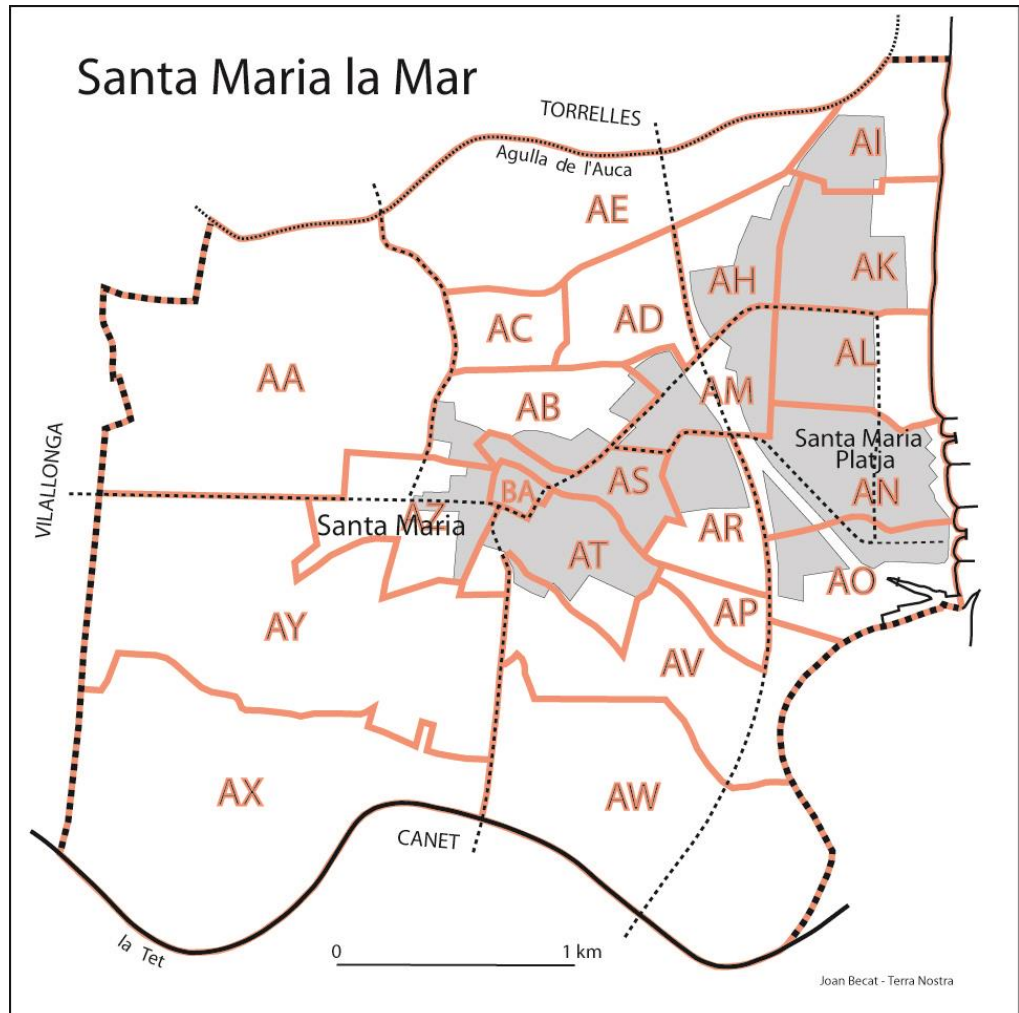 Santa Maria la Mar
TORRELLES
Agulla de l'Auca
AI
AE
AH
AK
AC
AD
AL
AA
AM
AB
Santa Maria
Platja
VILALLONGA
BA
AS
AN
AZ
Santa Maria
AR
AT
AO
AP
AY
AV
AX
AW
CANET
la Tet
0
1 km
Joan Becat - Terra Nostra